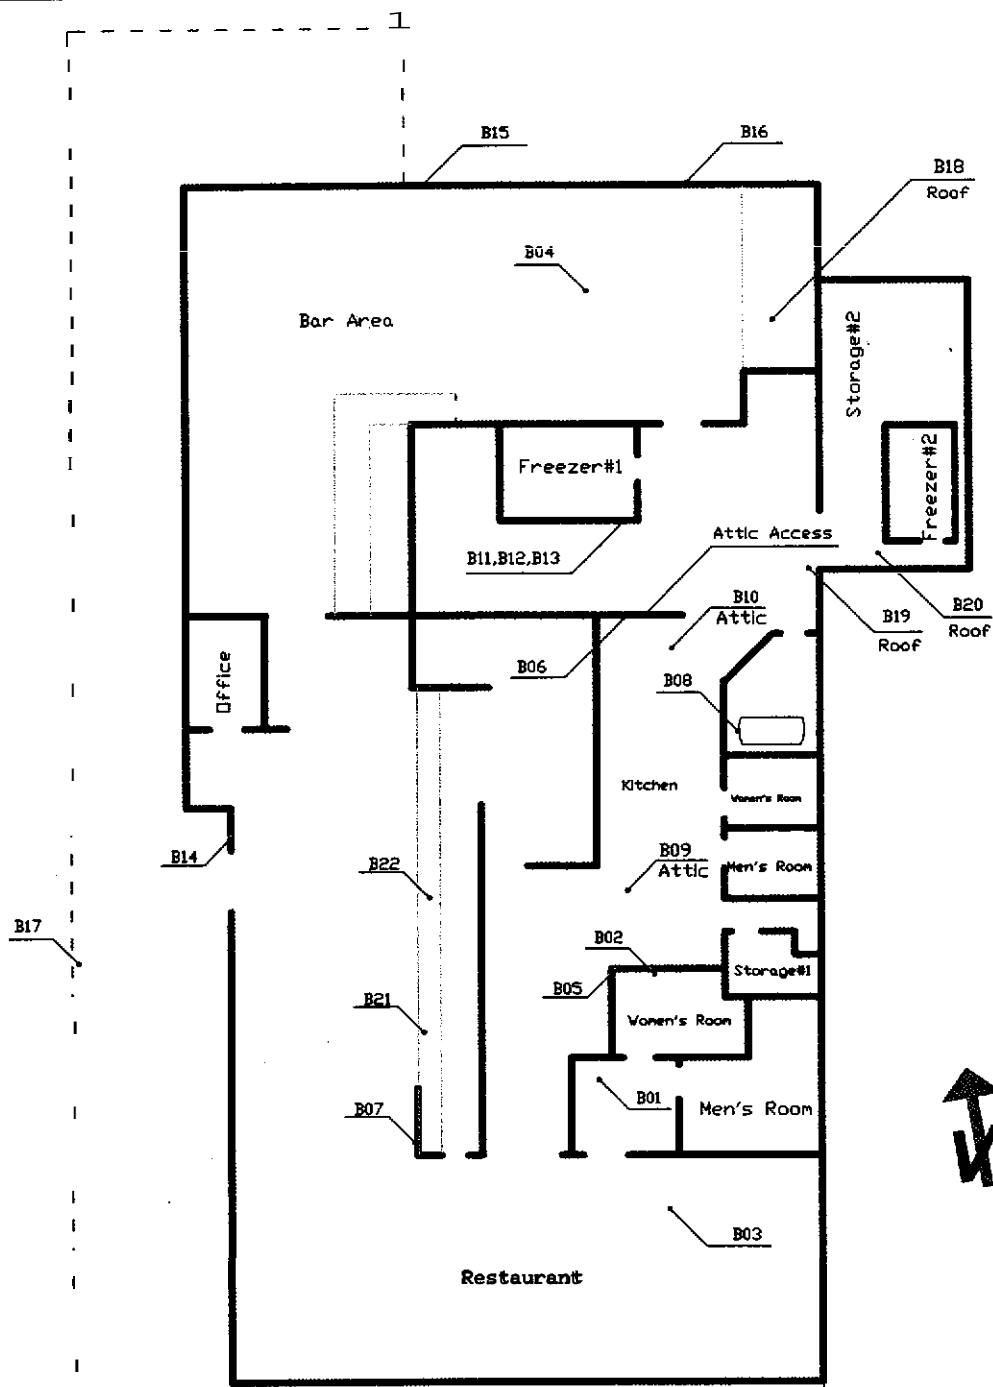 1
B15
B16
B18
Roof
B04
Bar Area
Storage#2
Freezer#1
Freezer#2
Attic Access
B11,B12,B13
B10
Attic
B19
Roof
B20
Roof
B06
Office
B08
Kitchen
Women's Room
B14
B22
B09
Attic
Men's Room
B17
B02
B05
Storage#1
B21
Women's Room
B07
B01
Men's Room
N
B03
Restaurant